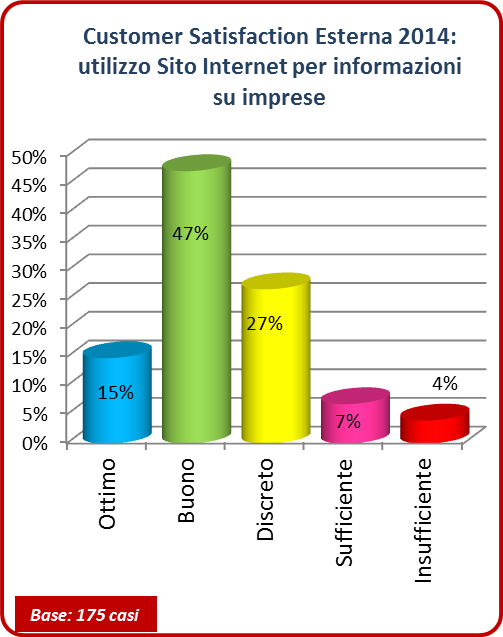 Customer Satisfaction Esterna 2014:
utilizzo Sito Internet per informazioni
su imprese
50%
45%
40%
35%
30%
25%
20%
15%
10%
5%
0%
15%
47%
27%
7%
4%
Ottimo
Buono
Discreto
Sufficiente
Insufficiente
Base: 175 casi